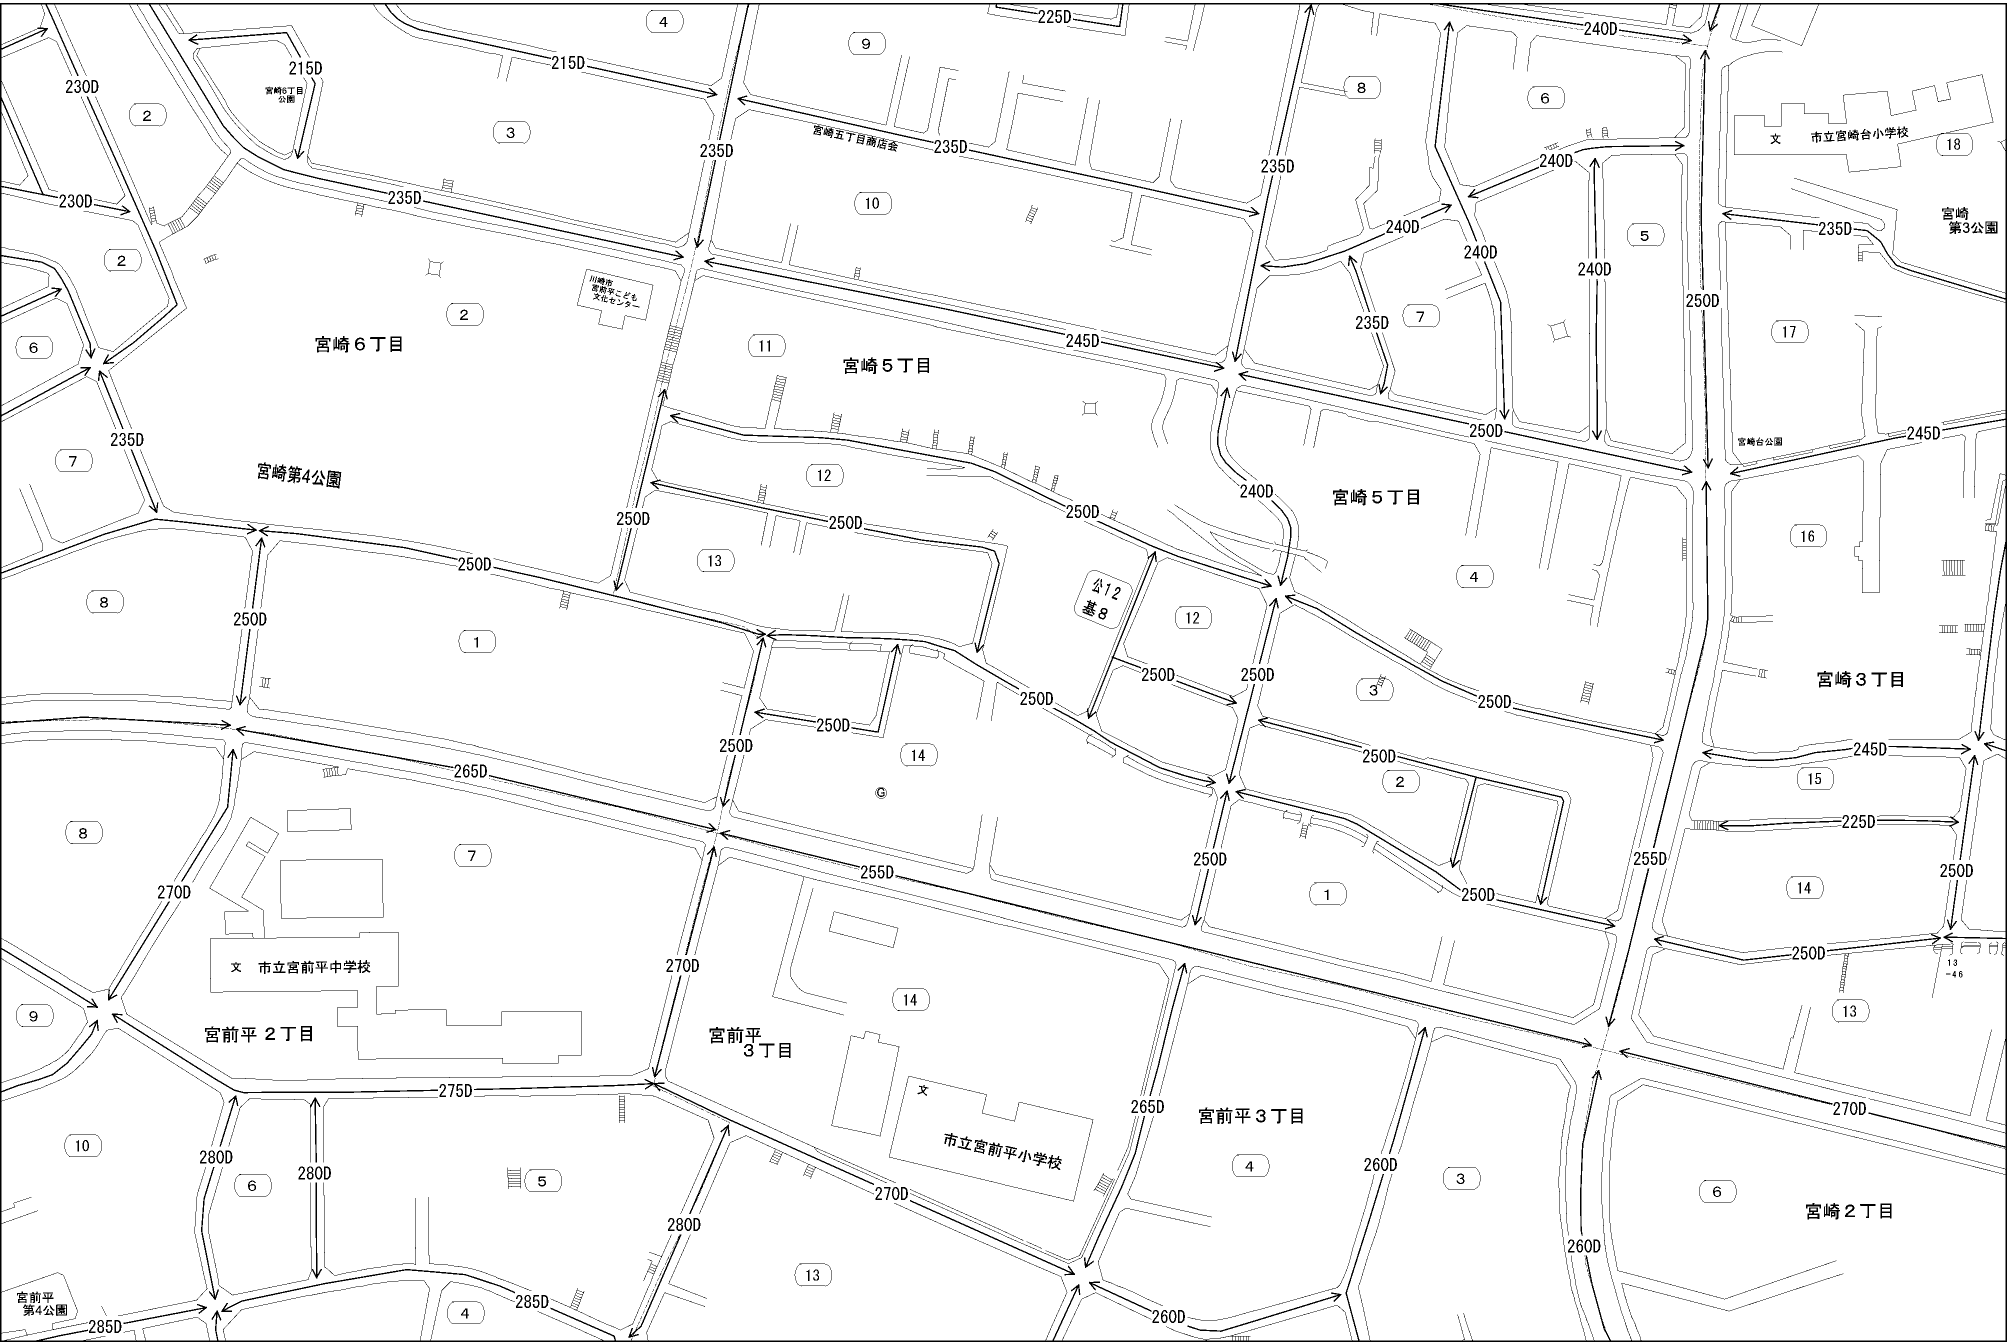 4
225D
240D
9
215D
215D
230D
宮崎6丁目
公園
8
6
2
3
235D
宮崎五丁目商店会
235D
235D
240D
文
市立宮崎台小学校
18
230D
235D
10
240D
240D
240D
5
235D
宮崎
第3公園
2
川崎市
宮前平こども
文化センター
2
250D
235D
7
17
6
宮崎6丁目
11
245D
宮崎5丁目
235D
7
250D
宮崎台公園
245D
宮崎第4公園
12
240D
宮崎5丁目
250D
250D
250D
16
250D
13
4
8
250D
公12
基8
12
1
250D
250D
250D
3
宮崎3丁目
250D
250D
250D
250D
265D
14
250D
2
245D
15
G
225D
8
7
255D
250D
255D
14
250D
270D
1
250D
文
市立宮前平中学校
270D
250D
13
-46
9
14
13
宮前平2丁目
宮前平
3丁目
275D
文
265D
宮前平3丁目
270D
10
市立宮前平小学校
280D
280D
6
5
270D
4
260D
3
6
宮崎2丁目
280D
260D
13
宮前平
第4公園
285D
4
285D
260D